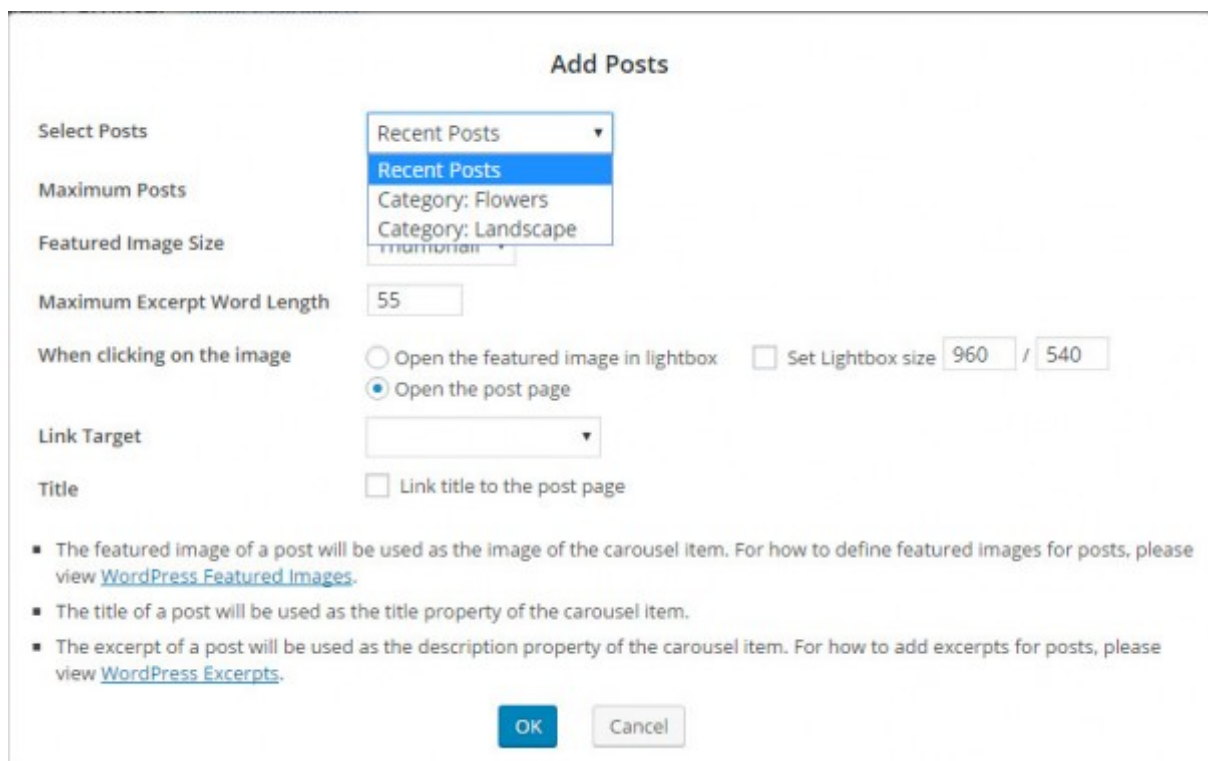 Add Posts
Select Posts
Recent Posts
Recent Posts
Maximum Posts
Category: Flowers
Category: Landscape
Featured Image Size
Thumbnail
Maximum Excerpt Word Length 55
When clicking on the image
Open the featured image in lightbox Set Lightbox size 960 / 540
Open the post page
Link Target
Title Link title to the post page
The featured image of a post will be used as the image of the carousel item. For how to define featured images for posts, please
view WordPress Featured Images.
The title of a post will be used as the title property of the carousel item.
The excerpt of a post will be used as the description property of the carousel item. For how to add excerpts for posts, please
view WordPress Excerpts.
OK Cancel